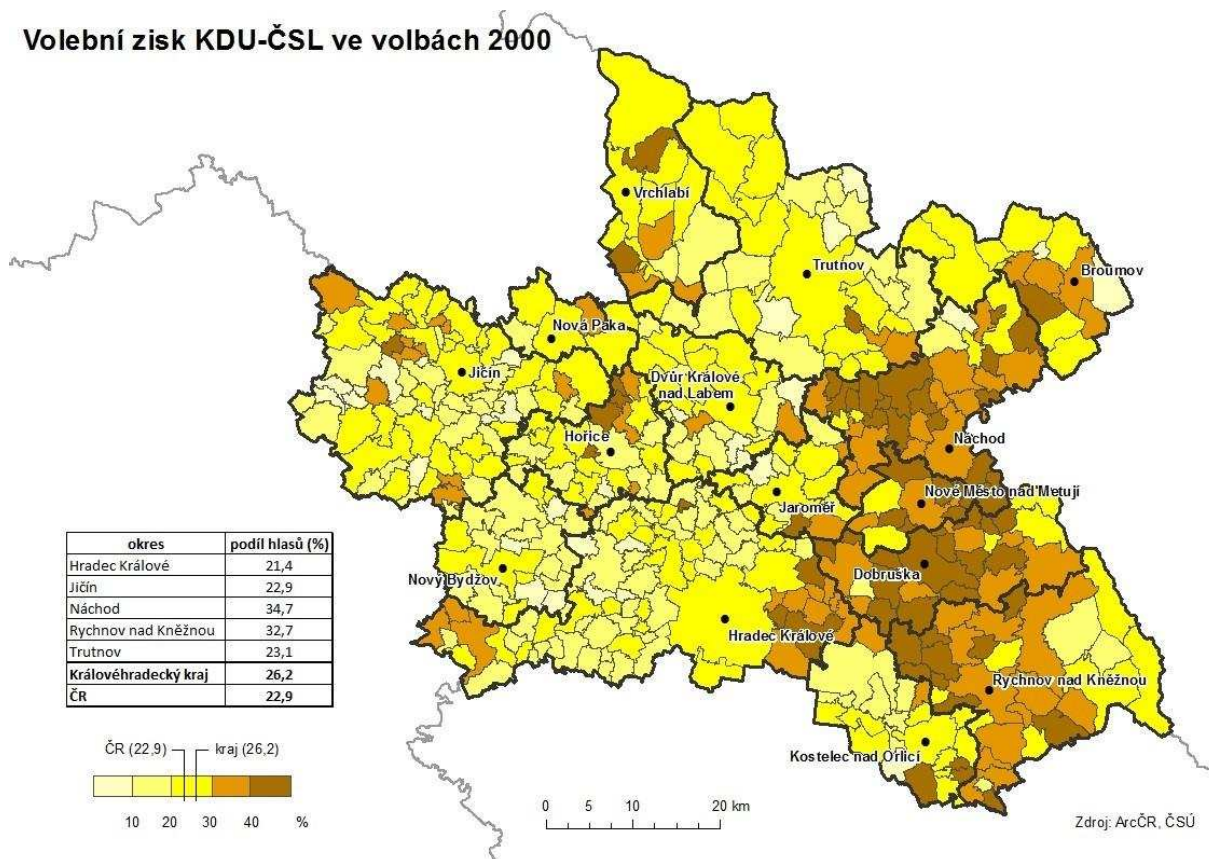 Volební zisk KDU-ČSL ve volbách 2000
Vrchlabí
Trutnov
Broumov
Nová Paka
Jičín
Dvůr Králové
nad Labem
Hořice
Náchod
Nové Město nad Metují
Jaroměř
Nový Bydžov
Dobruška
Hradec Králové
Rychnov nad Kněžnou
Kostelec nad Orlicí
okres podíl hlasů (%)
Hradec Králové 21,4
Jičín 22,9
Náchod 34,7
Rychnov nad Kněžnou 32,7
Trutnov 23,1
Královéhradecký kraj 26,2
ČR 22,9
ČR (22,9) kraj (26,2)
10 20 30 40 %
0 5 10 20 km
Zdroj: ArcČR, ČSÚ